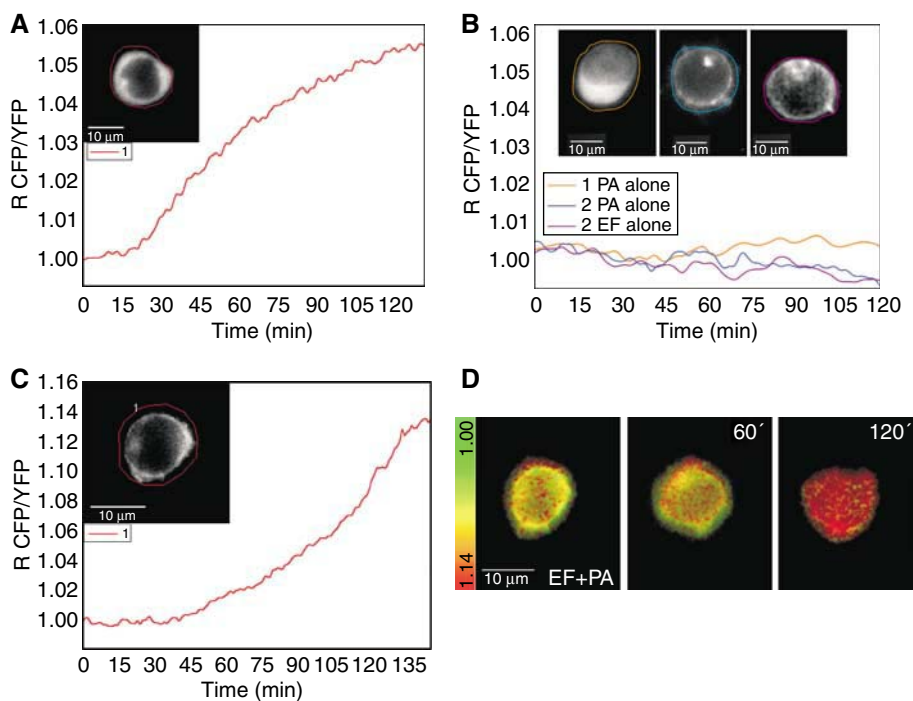 A
R CFP/YFP
1.06
1.05
1.04
1.03
1.02
1.01
1.00
10 μm
1
0 15 30 45 60 75 90 105 120
Time (min)
B
R CFP/YFP
1.06
1.05
1.04
1.03
1.02
1.01
1.00
10 μm 10 μm 10 μm
1 PA alone
2 PA alone
2 EF alone
0 15 30 45 60 75 90 105 120
Time (min)
C
R CFP/YFP
1.16
1.14
1.12
1.10
1.08
1.06
1.04
1.02
1.00
1
10 μm
1
0 15 30 45 60 75 90 105 120 135
Time (min)
D
1.00
1.14
10 μm
EF+PA
60´
120´